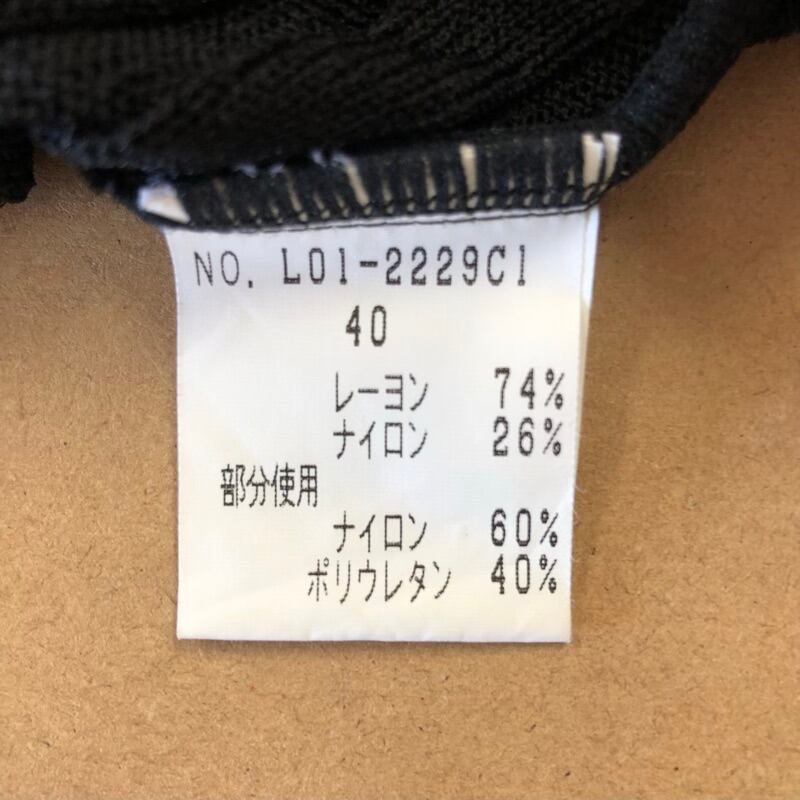 NO. L01-2229C1
40
レーヨン 74%
ナイロン 26%
部分使用
ナイロン 60%
ポリウレタン 40%